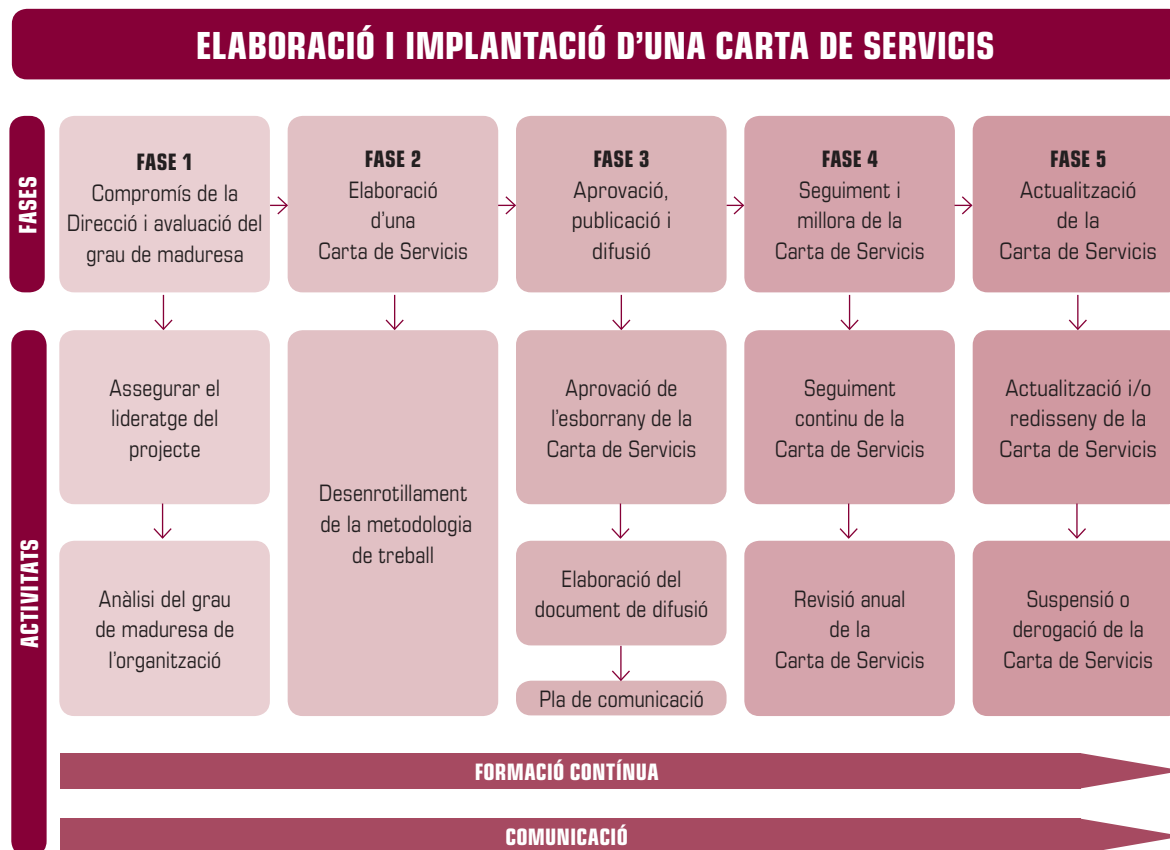 ELABORACIÓ I IMPLANTACIÓ D'UNA CARTA DE SERVICIS
FASES
FASE 1
Compromís de la
Direcció i avaluació del
grau de maduresa
FASE 2
Elaboració
d'una
Carta de Servicis
FASE 3
Aprovació,
publicació i
difusió
FASE 4
Seguiment i
millora de la
Carta de Servicis
FASE 5
Actualització
de la
Carta de Servicis
ACTIVITATS
Assegurar el
lideratge del
projecte
Anàlisi del grau
de maduresa de
l'organització
Desenrotillament
de la metodologia
de treball
Aprovació de
l'esborrany de la
Carta de Servicis
Elaboració del
document de difusió
Pla de comunicació
Seguiment
continu de la
Carta de Servicis
Revisió anual
de la
Carta de Servicis
Actualització i/o
redisseny de la
Carta de Servicis
Suspensió o
derogació de la
Carta de Servicis
FORMACIÓ CONTÍNUA
COMUNICACIÓ